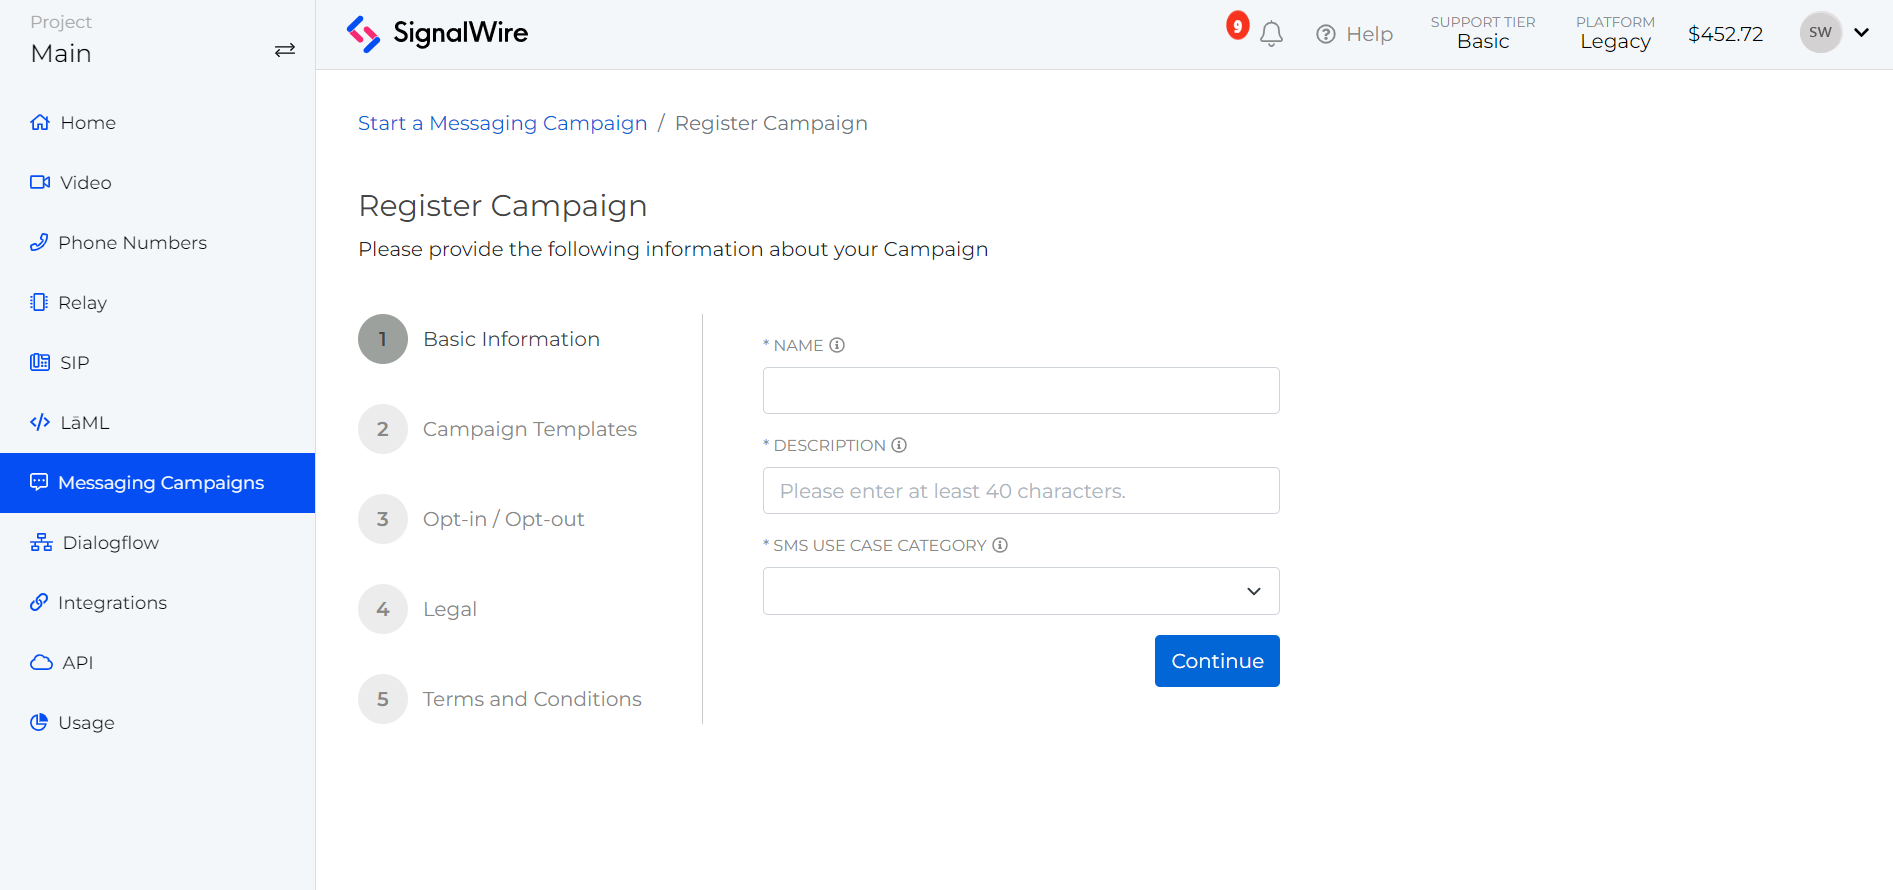 Project
Main
Home
Video
Phone Numbers
Relay
SIP
LāML
Messaging Campaigns
Dialogflow
Integrations
API
Usage
SignalWire
9
Help
SUPPORT TIER
Basic
PLATFORM
Legacy
$452.72
SW
Start a Messaging Campaign / Register Campaign
Register Campaign
Please provide the following information about your Campaign
1 Basic Information
2 Campaign Templates
3 Opt-in / Opt-out
4 Legal
5 Terms and Conditions
* NAME
* DESCRIPTION
Please enter at least 40 characters.
* SMS USE CASE CATEGORY
Continue